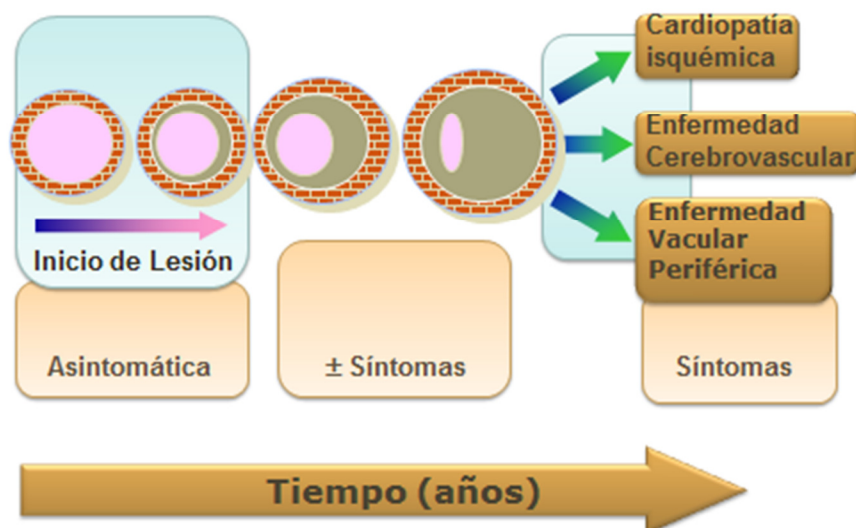 Cardiopatía
isquémica
Enfermedad
Cerebrovascular
Enfermedad
Vacular
Periférica
Inicio de Lesión
Asintomática
± Síntomas
Síntomas
Tiempo (años)